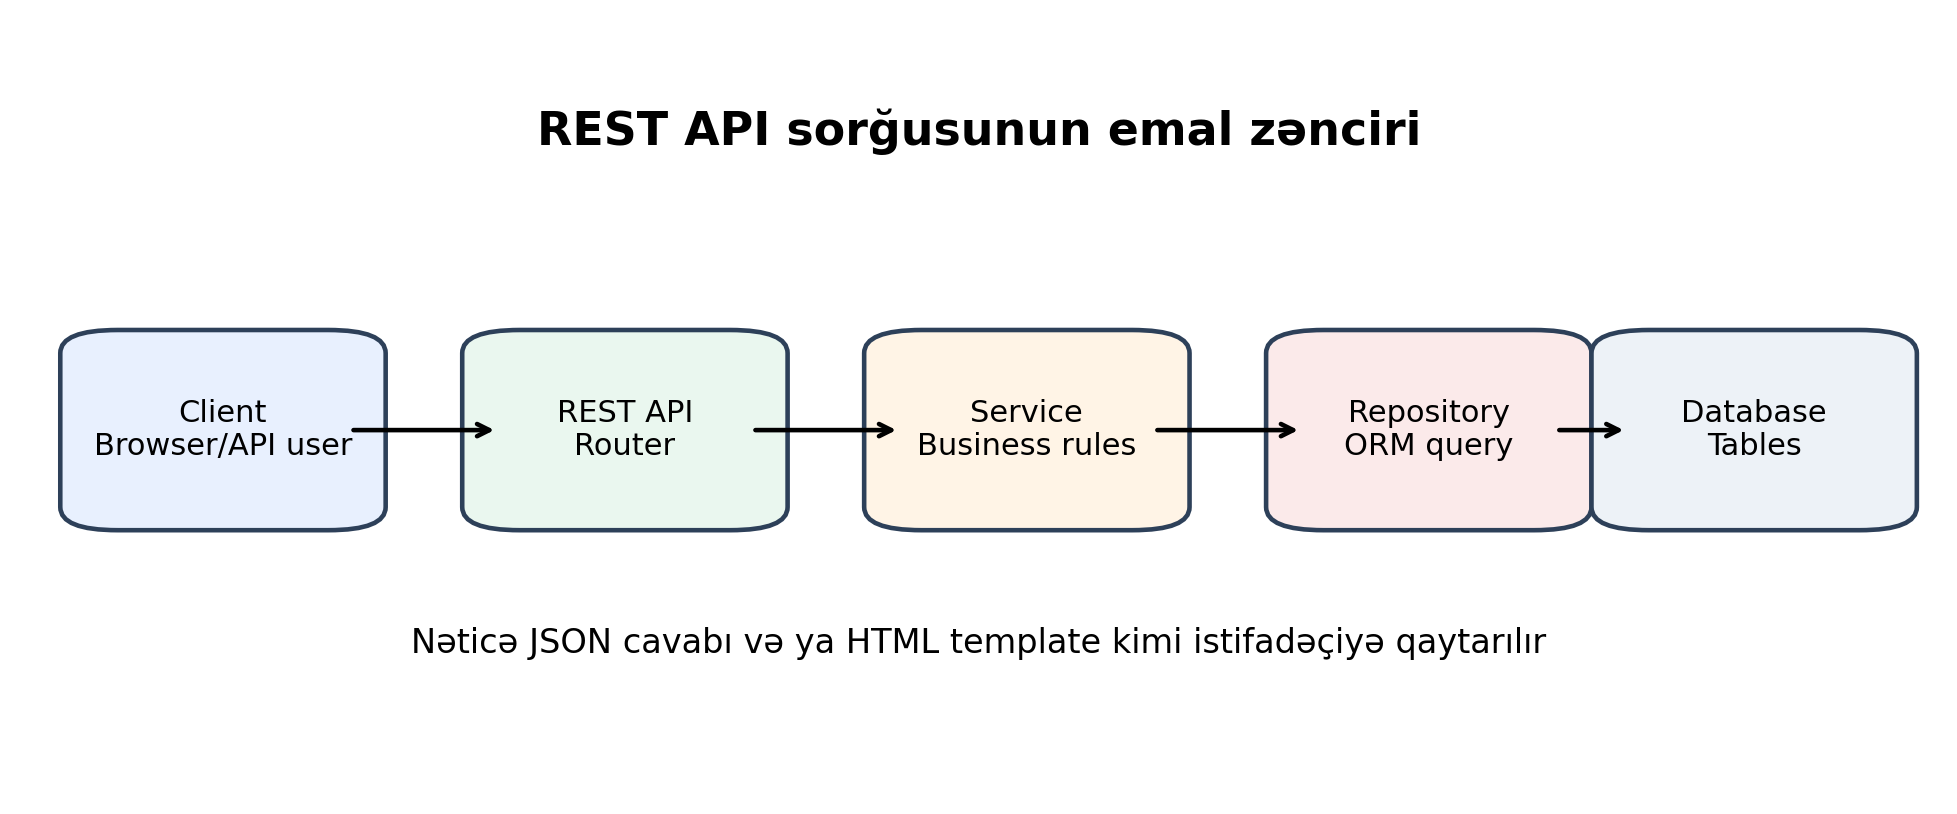 REST API sorğusunun emal zənciri
Client
Browser/API user
REST API
Router
Service
Business rules
Repository
ORM query
Database
Tables
Nəticə JSON cavabı və ya HTML template kimi istifadəçiyə qaytarılır